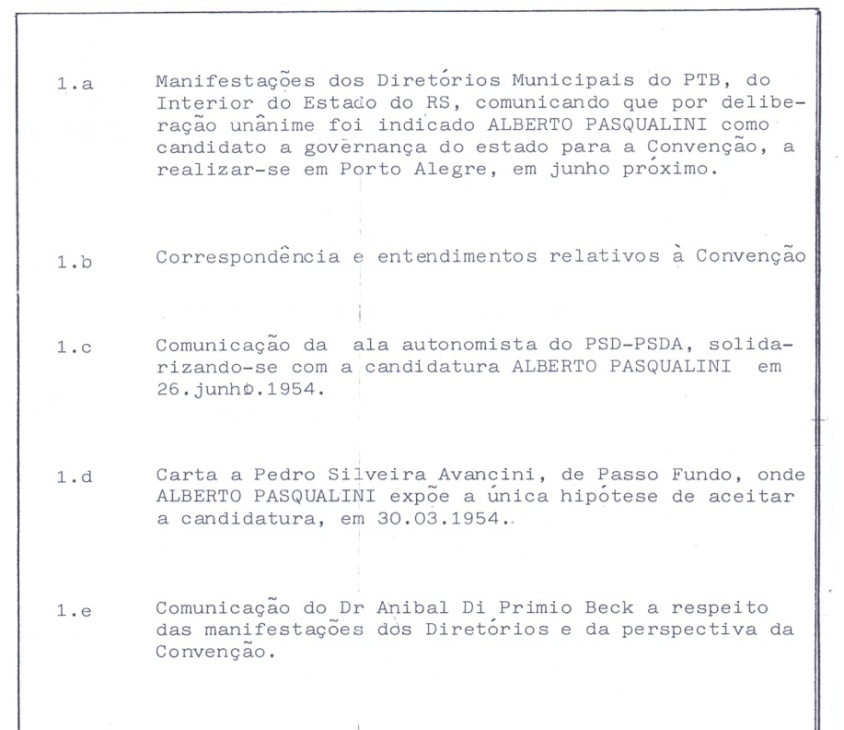 1.a Manifestações dos Diretórios Municipais do PTB, do
Interior do Estado do RS, comunicando que por delibe-
ração unânime foi indicado ALBERTO PASQUALINI como
candidato a governança do estado para a Convenção, a
realizar-se em Porto Alegre, em junho próximo.
1.b Correspondência e entendimentos relativos à Convenção
1.c Comunicação da ala autonomista do PSD-PSDA, solida-
rizando-se com a candidatura ALBERTO PASQUALINI em
26.junho.1954.
1.d Carta a Pedro Silveira Avancini, de Passo Fundo, onde
ALBERTO PASQUALINI expõe a única hipótese de aceitar
a candidatura, em 30.03.1954.
1.e Comunicação do Dr Anibal Di Primio Beck a respeito
das manifestações dos Diretórios e da perspectiva da
Convenção.